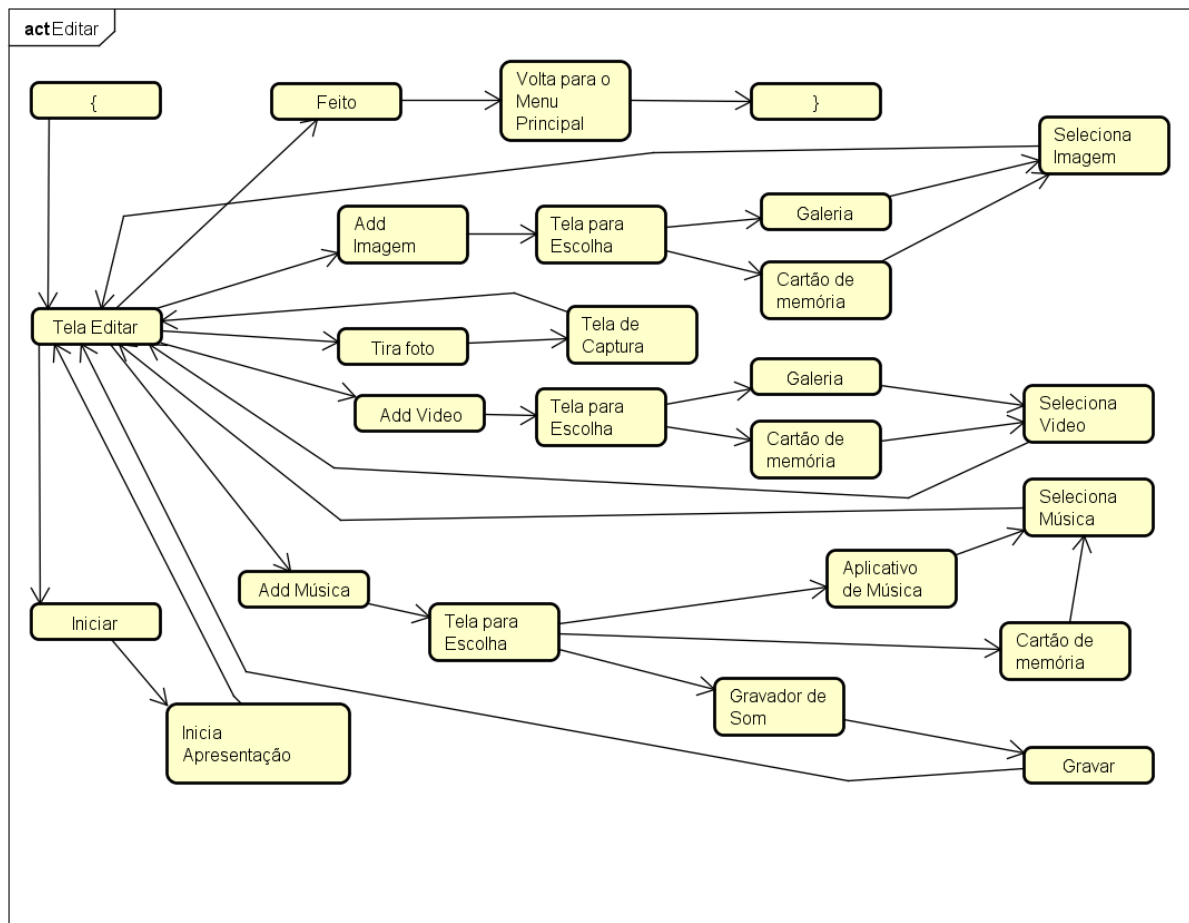 act Editar
{
Feito
Volta para o
Menu
Principal
}
Seleciona
Imagem
Add
Imagem
Tela para
Escolha
Galeria
Cartão de
memória
Tela Editar
Tira foto
Tela de
Captura
Add Video
Tela para
Escolha
Galeria
Cartão de
memória
Seleciona
Video
Seleciona
Música
Add Música
Tela para
Escolha
Aplicativo
de Música
Cartão de
memória
Iniciar
Gravador de
Som
Inicia
Apresentação
Gravar